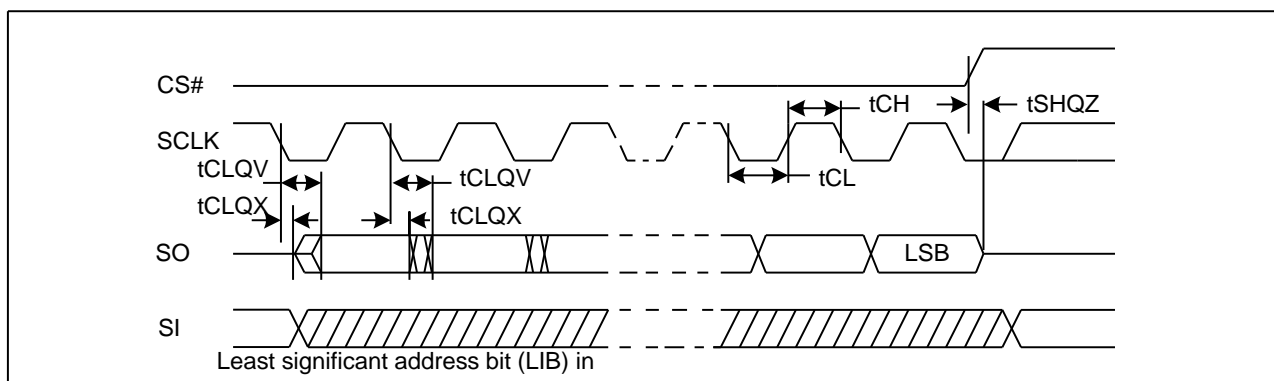 CS#
tCH
tSHQZ
SCLK
tCLQV
tCLQV
tCL
tCLQX
tCLQX
SO
LSB
SI
Least significant address bit (LIB) in